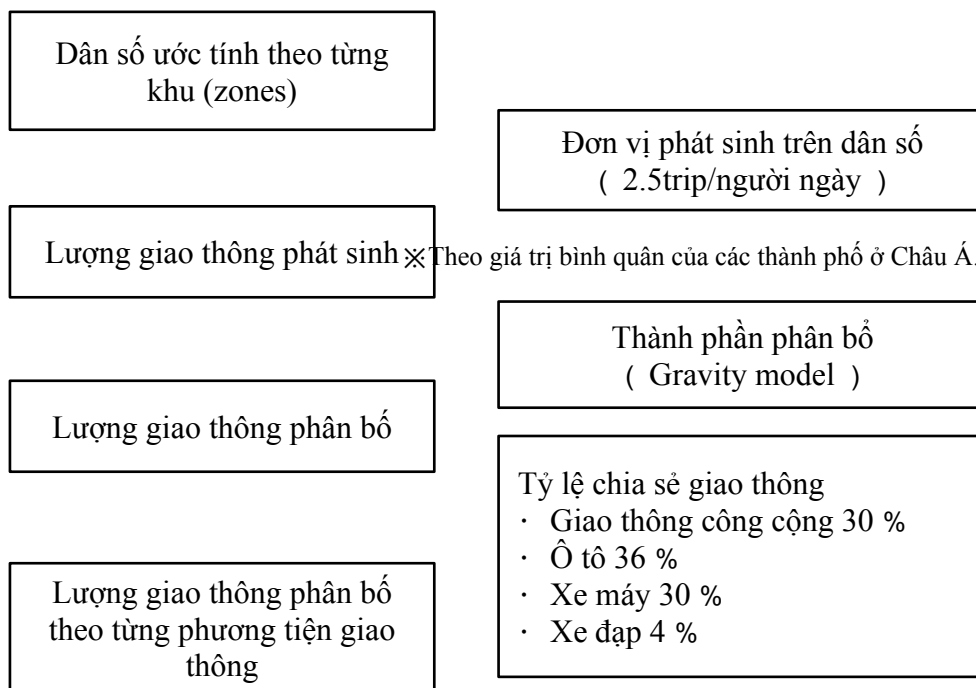 Dân số ước tính theo từng
khu (zones)
Đơn vị phát sinh trên dân số
( 2.5trip/người ngày )
Lượng giao thông phát sinh
※Theo giá trị bình quân của các thành phố ở Châu Á.
Thành phần phân bổ
( Gravity model )
Lượng giao thông phân bố
Tỷ lệ chia sẻ giao thông
· Giao thông công cộng 30 %
· Ô tô 36 %
· Xe máy 30 %
· Xe đạp 4 %
Lượng giao thông phân bố
theo từng phương tiện giao
thông